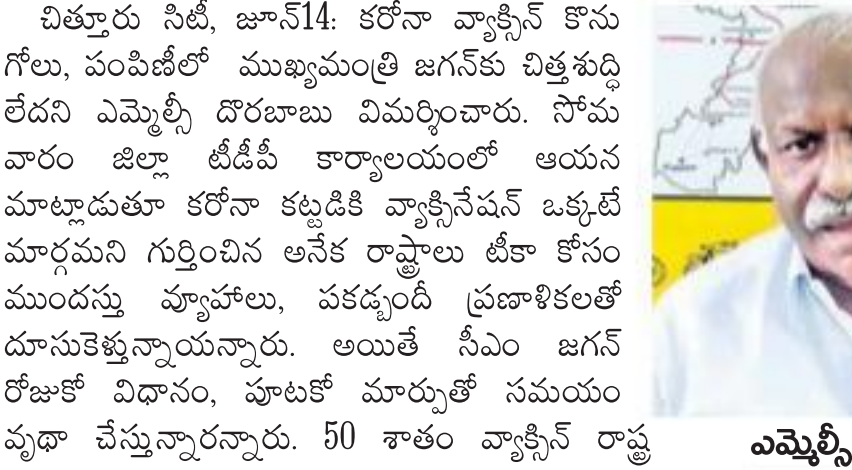 చిత్తూరు సిటీ, జూన్14: కరోనా వ్యాక్సిన్ కొను
గోలు, పంపిణీలో ముఖ్యమంత్రి జగన్‌కు చిత్తశుద్ధి
లేదని ఎమ్మెల్సీ దొరబాబు విమర్శించారు. సోమ
వారం జిల్లా టీడీపీ కార్యాలయంలో ఆయన
మాట్లాడుతూ కరోనా కట్టడికి వ్యాక్సినేషన్ ఒక్కటే
మార్గమని గుర్తించిన అనేక రాష్ట్రాలు టీకా కోసం
ముందస్తు వ్యూహాలు, పకడ్బందీ ప్రణాళికలతో
దూసుకెళ్తున్నాయన్నారు. అయితే సీఎం జగన్
రోజుకో విధానం, పూటకో మార్పుతో సమయం
వృథా చేస్తున్నారన్నారు. 50 శాతం వ్యాక్సిన్ రాష్ట్ర
ఎమ్మెల్సీ